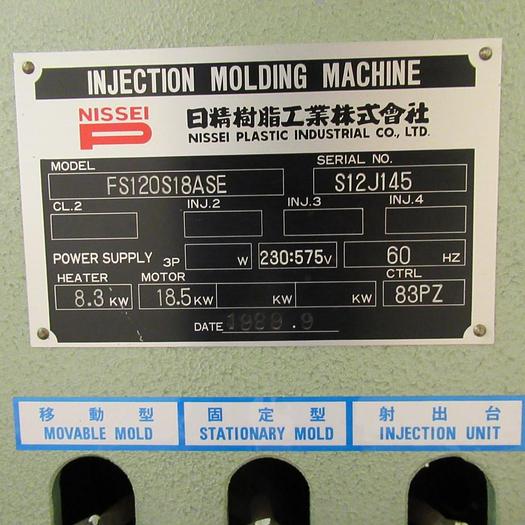 INJECTION MOLDING MACHINE
NISSEI
P
日精樹脂工業株式會社
NISSEI PLASTIC INDUSTRIAL CO., LTD.
MODEL SERIAL NO.
FS120S18ASE S12J145
CL.2 INJ.2 INJ.3 INJ.4
POWER SUPPLY 3P W 230:575V 60 HZ
HEATER MOTOR CTRL
8.3 KW 18.5 KW KW KW 83PZ
DATE 1989.9
移動型 固定型 射出台
MOVABLE MOLD STATIONARY MOLD INJECTION UNIT